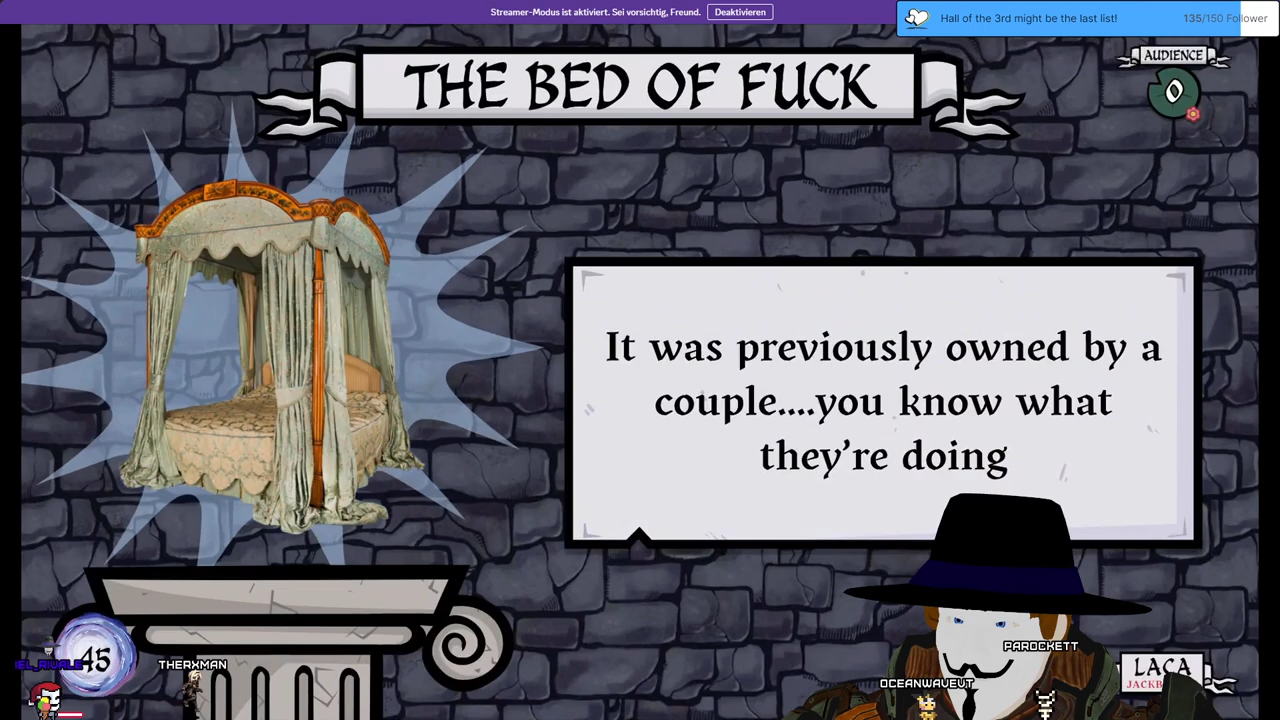 Streamer-Modus ist aktiviert. Sei vorsichtig, Freund. Deaktivieren
Hall of the 3rd might be the last list! 135/150 Follower
AUDIENCE
0
THE BED OF FUCK
It was previously owned by a
couple....you know what
they're doing
45
THERXMAN
PAROCKETT
OCEANWAVEVT
LACA